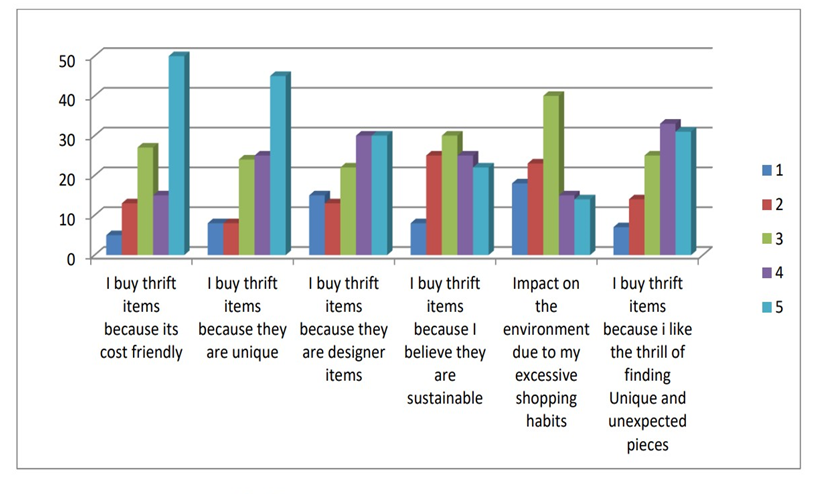 50
40
30
20
10
0
I buy thrift
items
because its
cost friendly
I buy thrift
items
because they
are unique
I buy thrift
items
because they
are designer
items
I buy thrift
items
because I
believe they
are
sustainable
Impact on
the
environment
due to my
excessive
shopping
habits
I buy thrift
items
because i like
the thrill of
finding
Unique and
unexpected
pieces
1
2
3
4
5